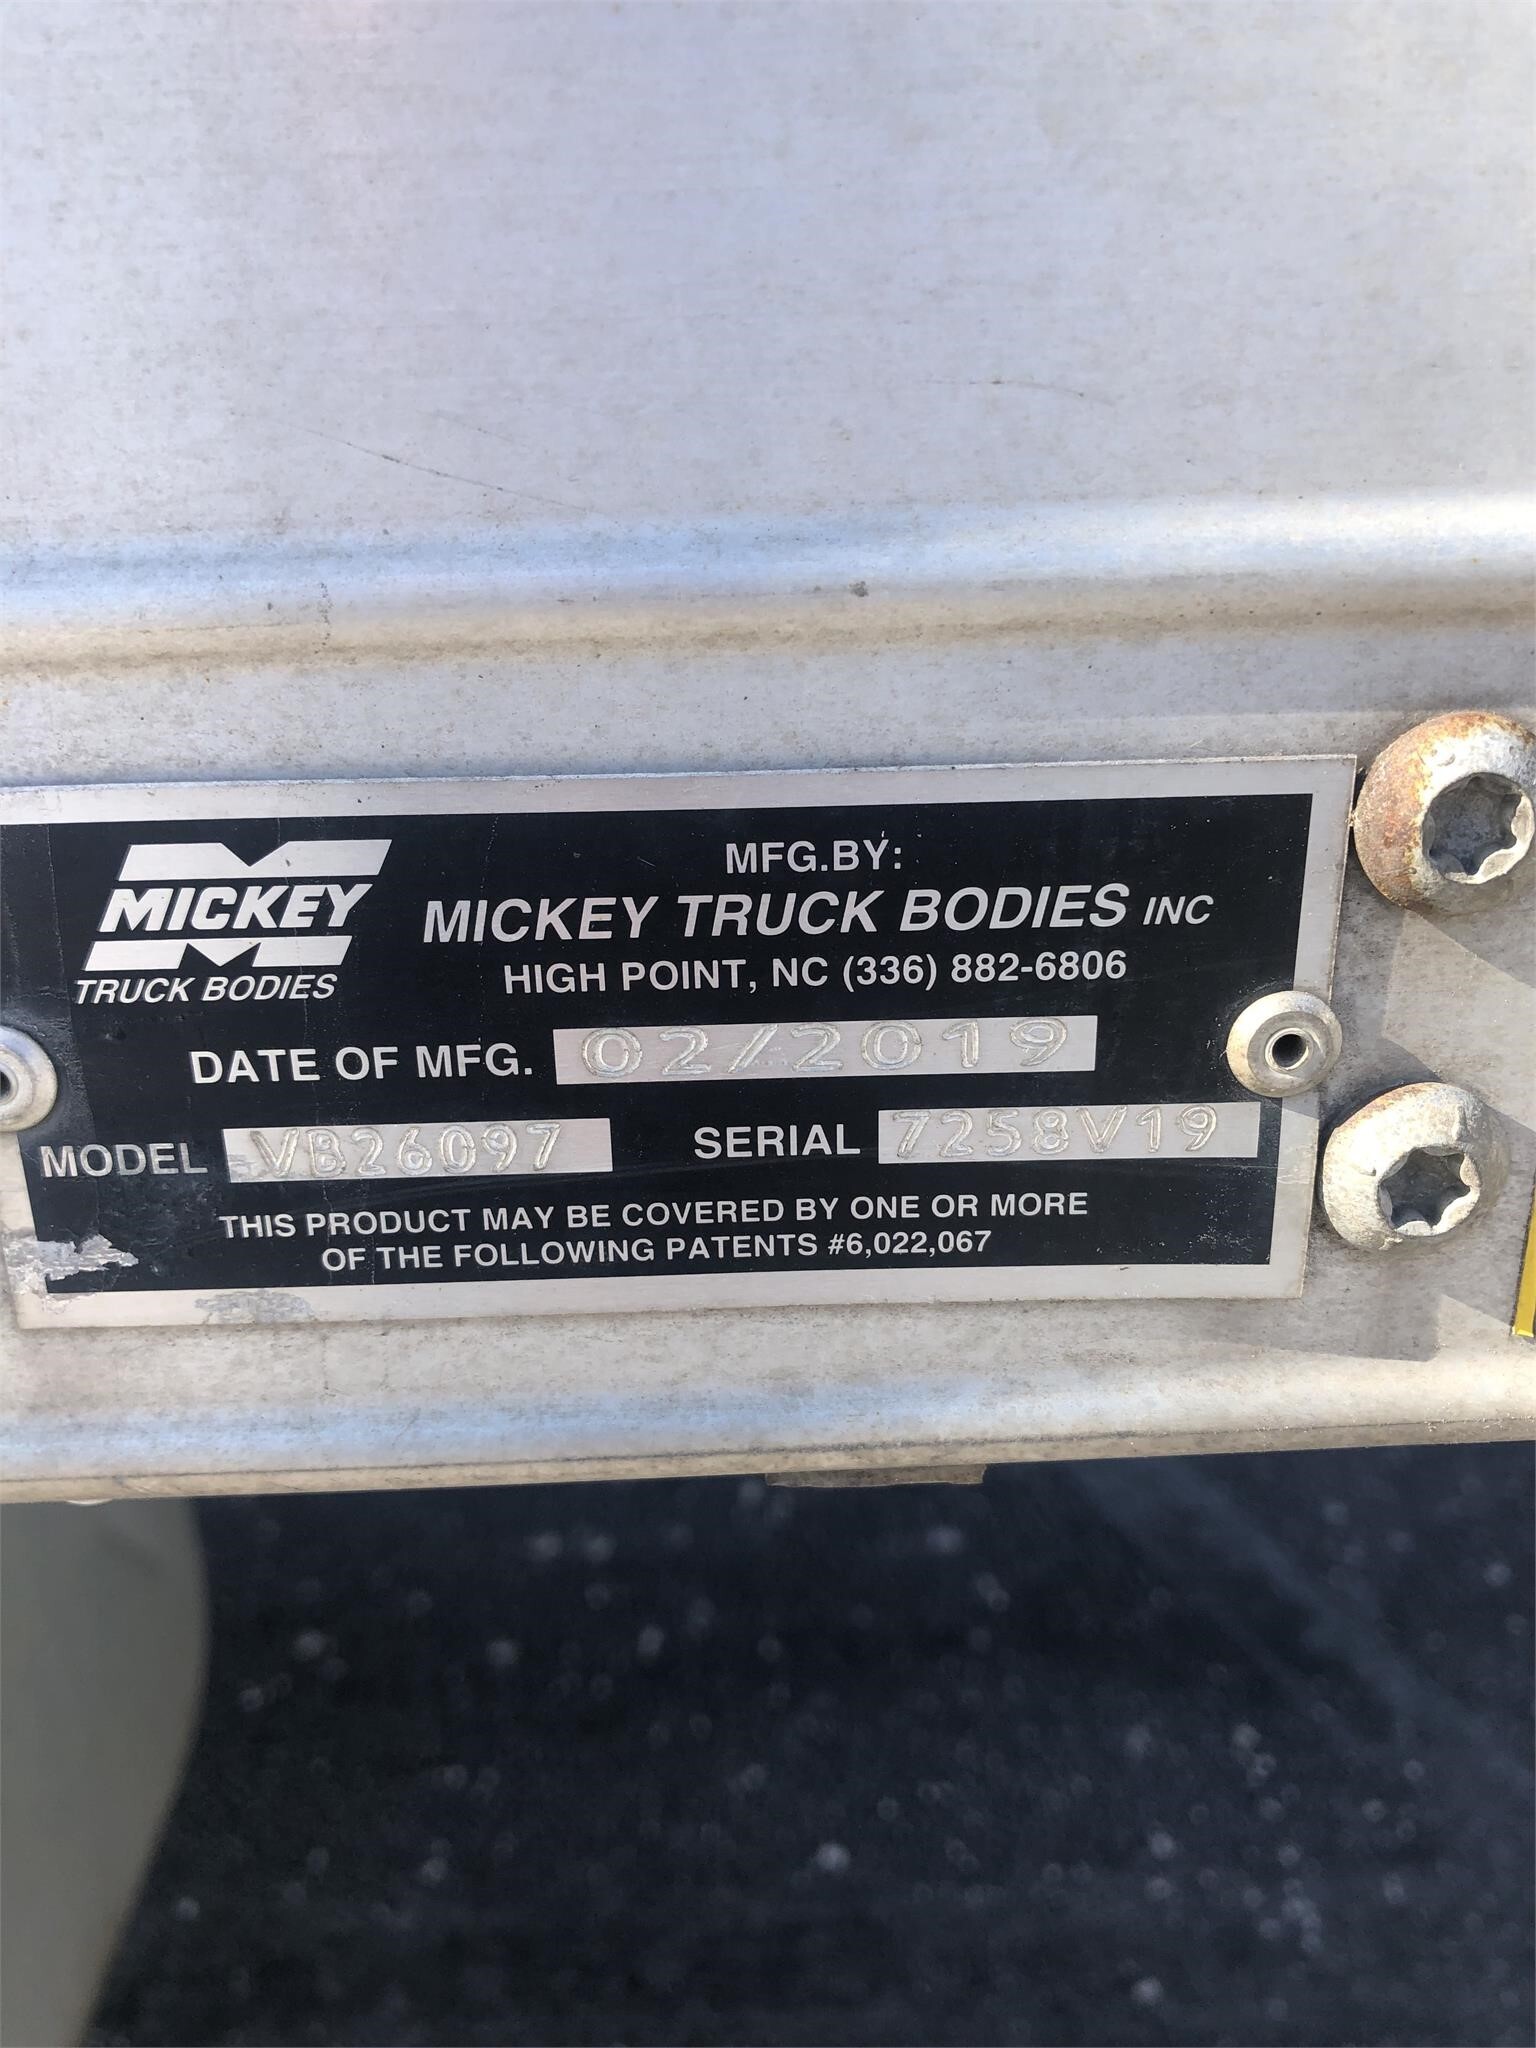 MICKEY
TRUCK BODIES
MFG.BY:
MICKEY TRUCK BODIES INC
HIGH POINT, NC (336) 882-6806
DATE OF MFG. 02/2019
MODEL VB26097 SERIAL 7258V19
THIS PRODUCT MAY BE COVERED BY ONE OR MORE
OF THE FOLLOWING PATENTS #6,022,067